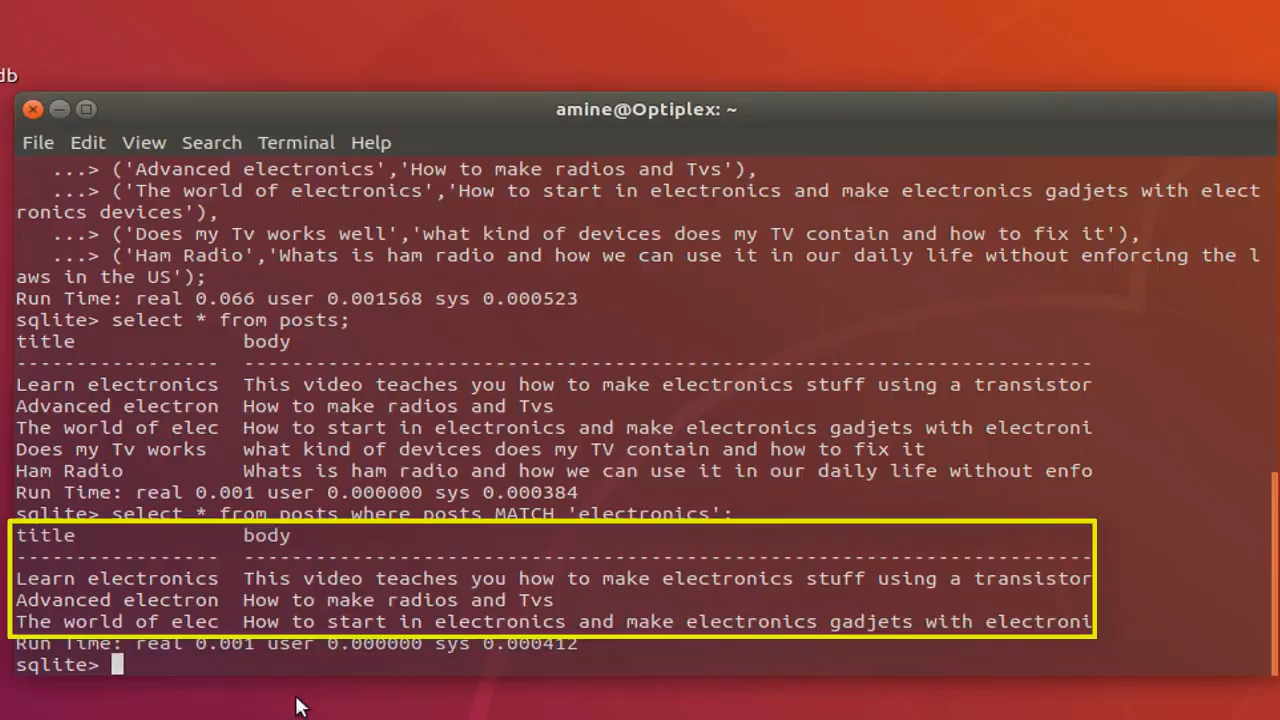 db
amine@Optiplex: ~
File Edit View Search Terminal Help
...> ('Advanced electronics','How to make radios and Tvs'),
...> ('The world of electronics','How to start in electronics and make electronics gadjets with elect
ronics devices'),
...> ('Does my Tv works well','what kind of devices does my TV contain and how to fix it'),
...> ('Ham Radio','Whats is ham radio and how we can use it in our daily life without enforcing the l
aws in the US');
Run Time: real 0.066 user 0.001568 sys 0.000523
sqlite> select * from posts;
title body
----------------- -----------------------------------------------------------------------
Learn electronics This video teaches you how to make electronics stuff using a transistor
Advanced electron How to make radios and Tvs
The world of elec How to start in electronics and make electronics gadjets with electroni
Does my Tv works what kind of devices does my TV contain and how to fix it
Ham Radio Whats is ham radio and how we can use it in our daily life without enfo
Run Time: real 0.001 user 0.000000 sys 0.000384
sqlite> select * from posts where posts MATCH 'electronics';
title body
----------------- -----------------------------------------------------------------------
Learn electronics This video teaches you how to make electronics stuff using a transistor
Advanced electron How to make radios and Tvs
The world of elec How to start in electronics and make electronics gadjets with electroni
Run Time: real 0.001 user 0.000000 sys 0.000412
sqlite>